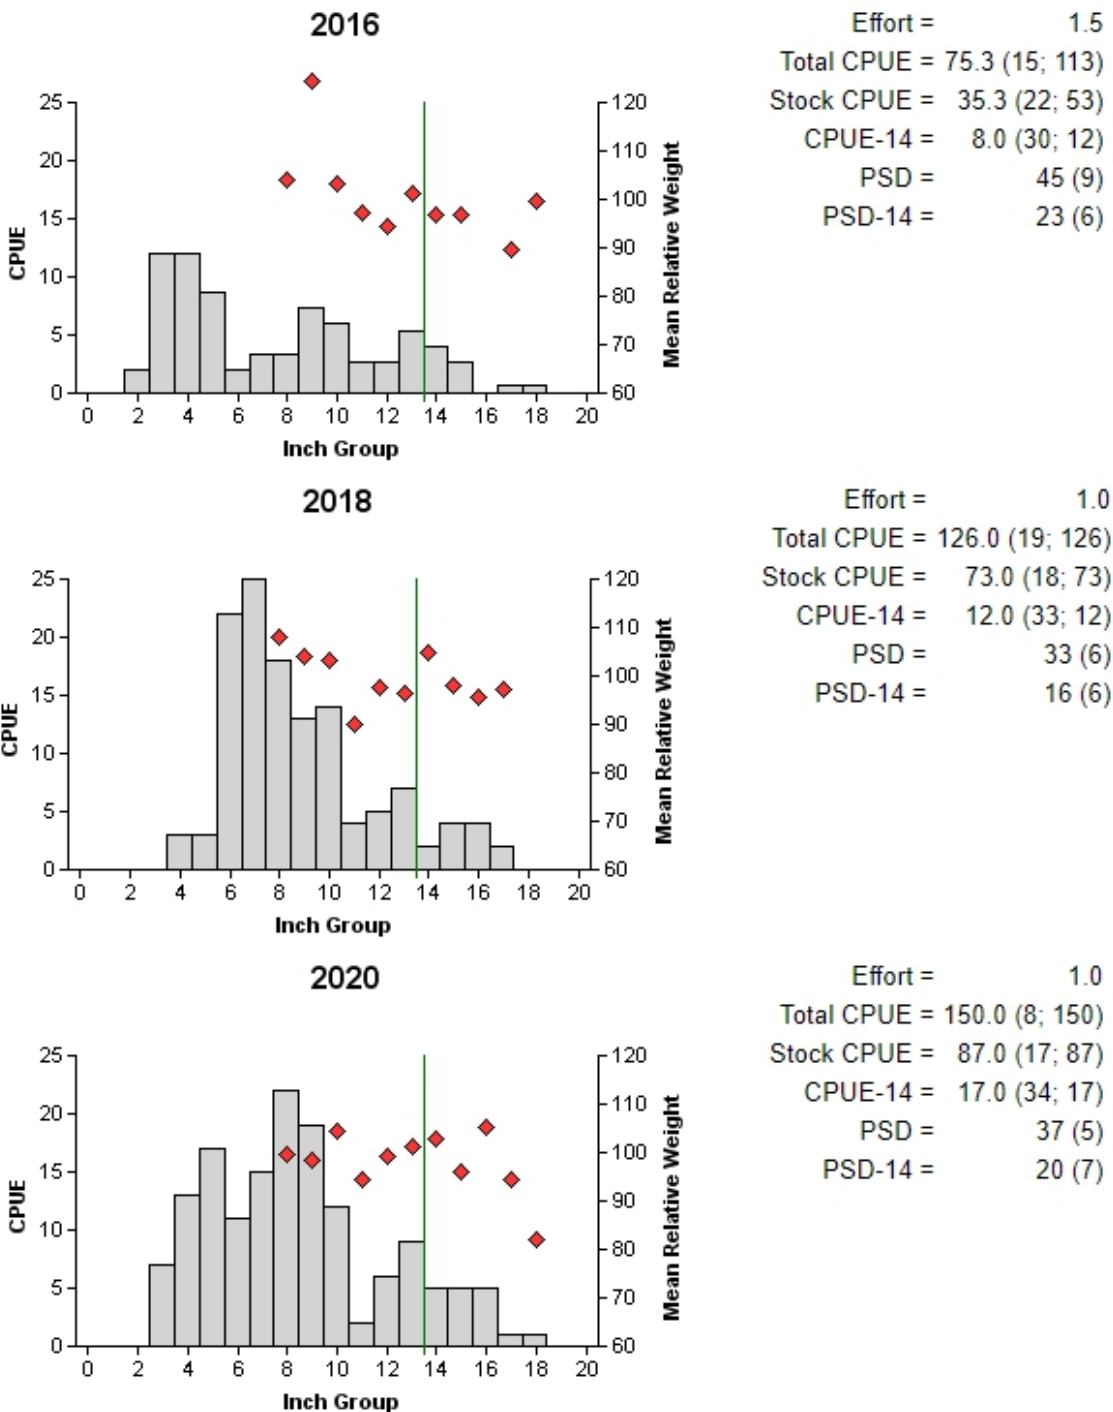 2016
Effort = 1.5
Total CPUE = 75.3 (15; 113)
Stock CPUE = 35.3 (22; 53)
CPUE-14 = 8.0 (30; 12)
PSD = 45 (9)
PSD-14 = 23 (6)
25
20
15
10
5
0
CPUE
120
110
100
90
80
70
60
Mean Relative Weight
0 2 4 6 8 10 12 14 16 18 20
Inch Group
2018
Effort = 1.0
Total CPUE = 126.0 (19; 126)
Stock CPUE = 73.0 (18; 73)
CPUE-14 = 12.0 (33; 12)
PSD = 33 (6)
PSD-14 = 16 (6)
25
20
15
10
5
0
CPUE
120
110
100
90
80
70
60
Mean Relative Weight
0 2 4 6 8 10 12 14 16 18 20
Inch Group
2020
Effort = 1.0
Total CPUE = 150.0 (8; 150)
Stock CPUE = 87.0 (17; 87)
CPUE-14 = 17.0 (34; 17)
PSD = 37 (5)
PSD-14 = 20 (7)
25
20
15
10
5
0
CPUE
120
110
100
90
80
70
60
Mean Relative Weight
0 2 4 6 8 10 12 14 16 18 20
Inch Group